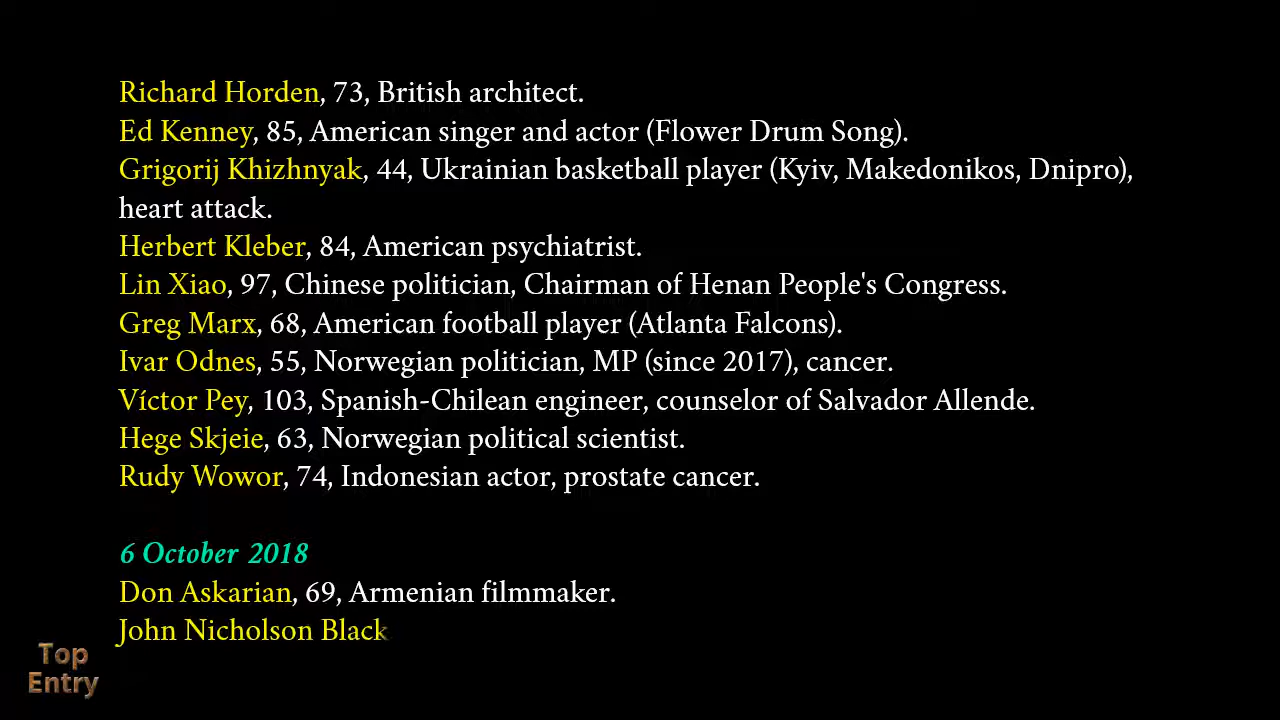 Richard Horden, 73, British architect.
Ed Kenney, 85, American singer and actor (Flower Drum Song).
Grigorij Khizhnyak, 44, Ukrainian basketball player (Kyiv, Makedonikos, Dnipro),
heart attack.
Herbert Kleber, 84, American psychiatrist.
Lin Xiao, 97, Chinese politician, Chairman of Henan People's Congress.
Greg Marx, 68, American football player (Atlanta Falcons).
Ivar Odnes, 55, Norwegian politician, MP (since 2017), cancer.
Víctor Pey, 103, Spanish-Chilean engineer, counselor of Salvador Allende.
Hege Skjeie, 63, Norwegian political scientist.
Rudy Wowor, 74, Indonesian actor, prostate cancer.
6 October 2018
Don Askarian, 69, Armenian filmmaker.
John Nicholson Black
Top
Entry